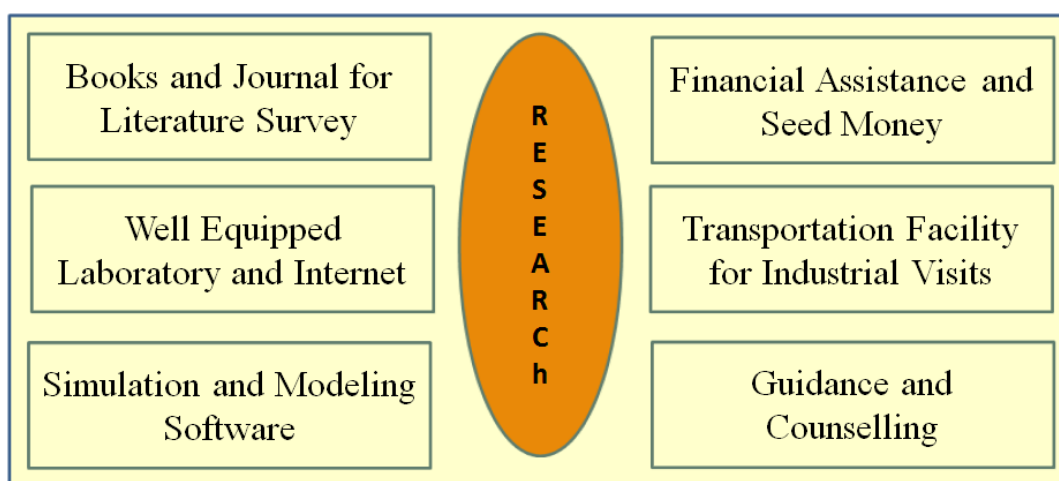 Books and Journal for
Literature Survey
Well Equipped
Laboratory and Internet
Simulation and Modeling
Software
R
E
S
E
A
R
C
h
Financial Assistance and
Seed Money
Transportation Facility
for Industrial Visits
Guidance and
Counselling